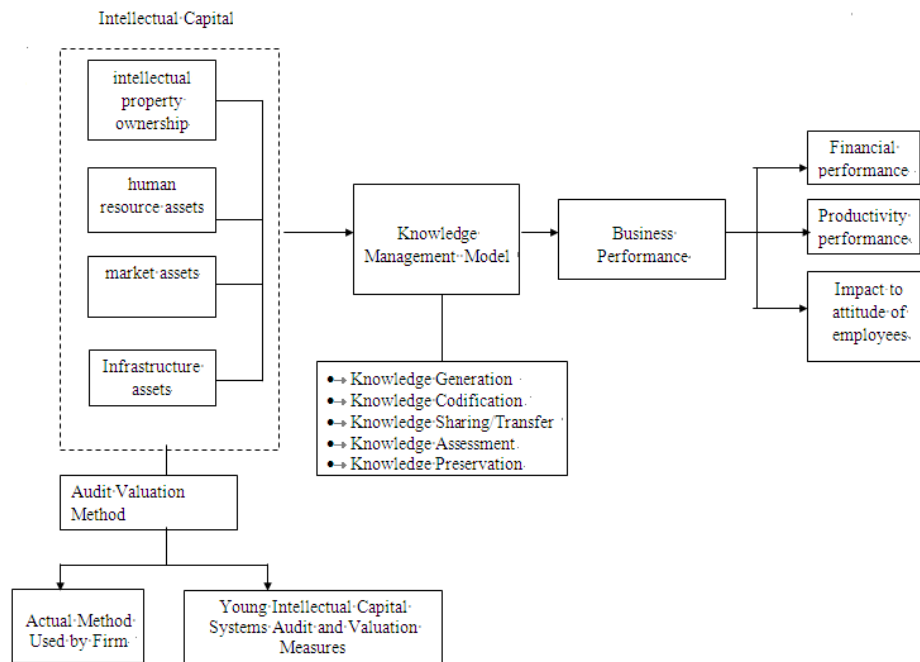 Intellectual Capital
intellectual
property
ownership
human
resource assets
market assets
Infrastructure
assets
Audit Valuation
Method
Actual Method
Used by Firm
Young Intellectual Capital
Systems Audit and Valuation
Measures
Knowledge
Management Model
Knowledge Generation
Knowledge Codification
Knowledge Sharing/Transfer
Knowledge Assessment
Knowledge Preservation
Business
Performance
Financial
performance
Productivity
performance
Impact to
attitude of
employees